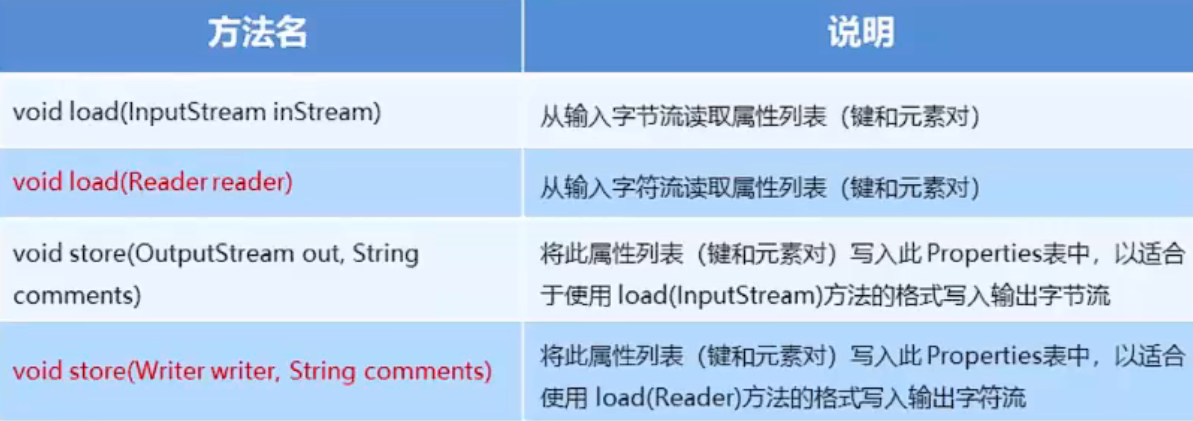 方法名 说明
void load(InputStream inStream) 从输入字节流读取属性列表（键和元素对）
void load(Reader reader) 从输入字符流读取属性列表（键和元素对）
void store(OutputStream out, String
comments)
将此属性列表（键和元素对）写入此 Properties表中，以适合
于使用 load(InputStream)方法的格式写入输出字节流
void store(Writer writer, String comments)
将此属性列表（键和元素对）写入此 Properties表中，以适合
使用 load(Reader)方法的格式写入输出字符流